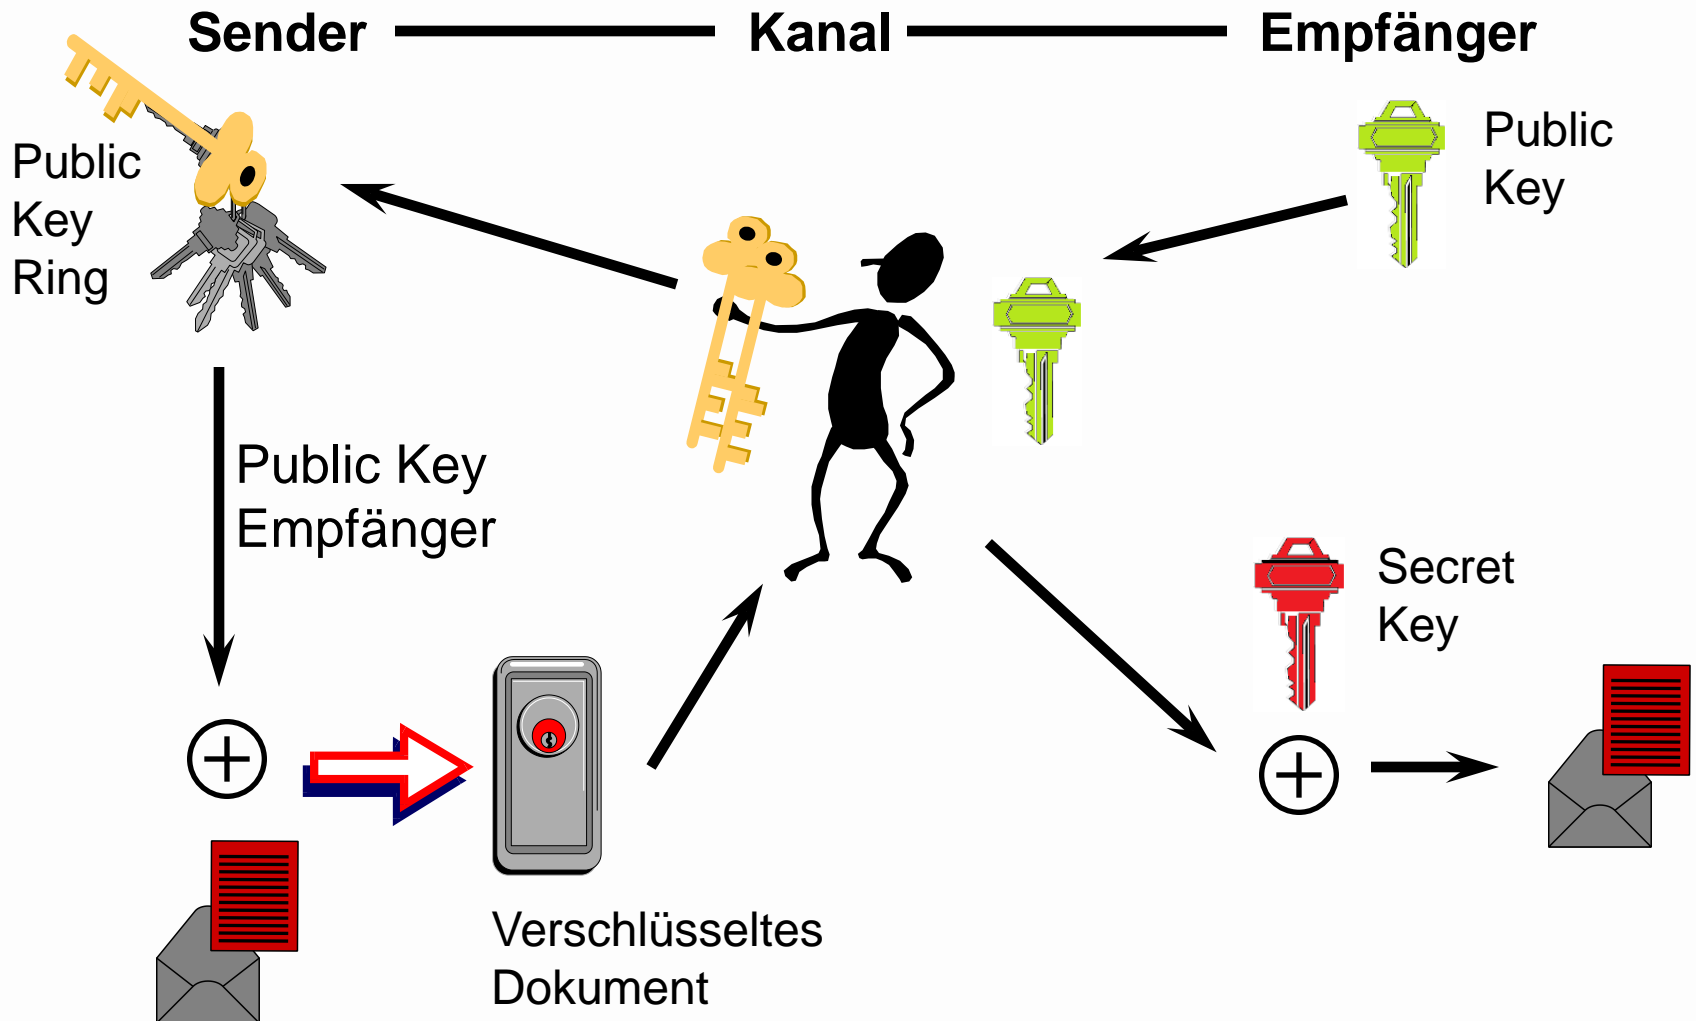 Sender
Kanal
Empfänger
Public
Key
Ring
Public
Key
Public Key
Empfänger
Secret
Key
Verschlüsseltes
Dokument